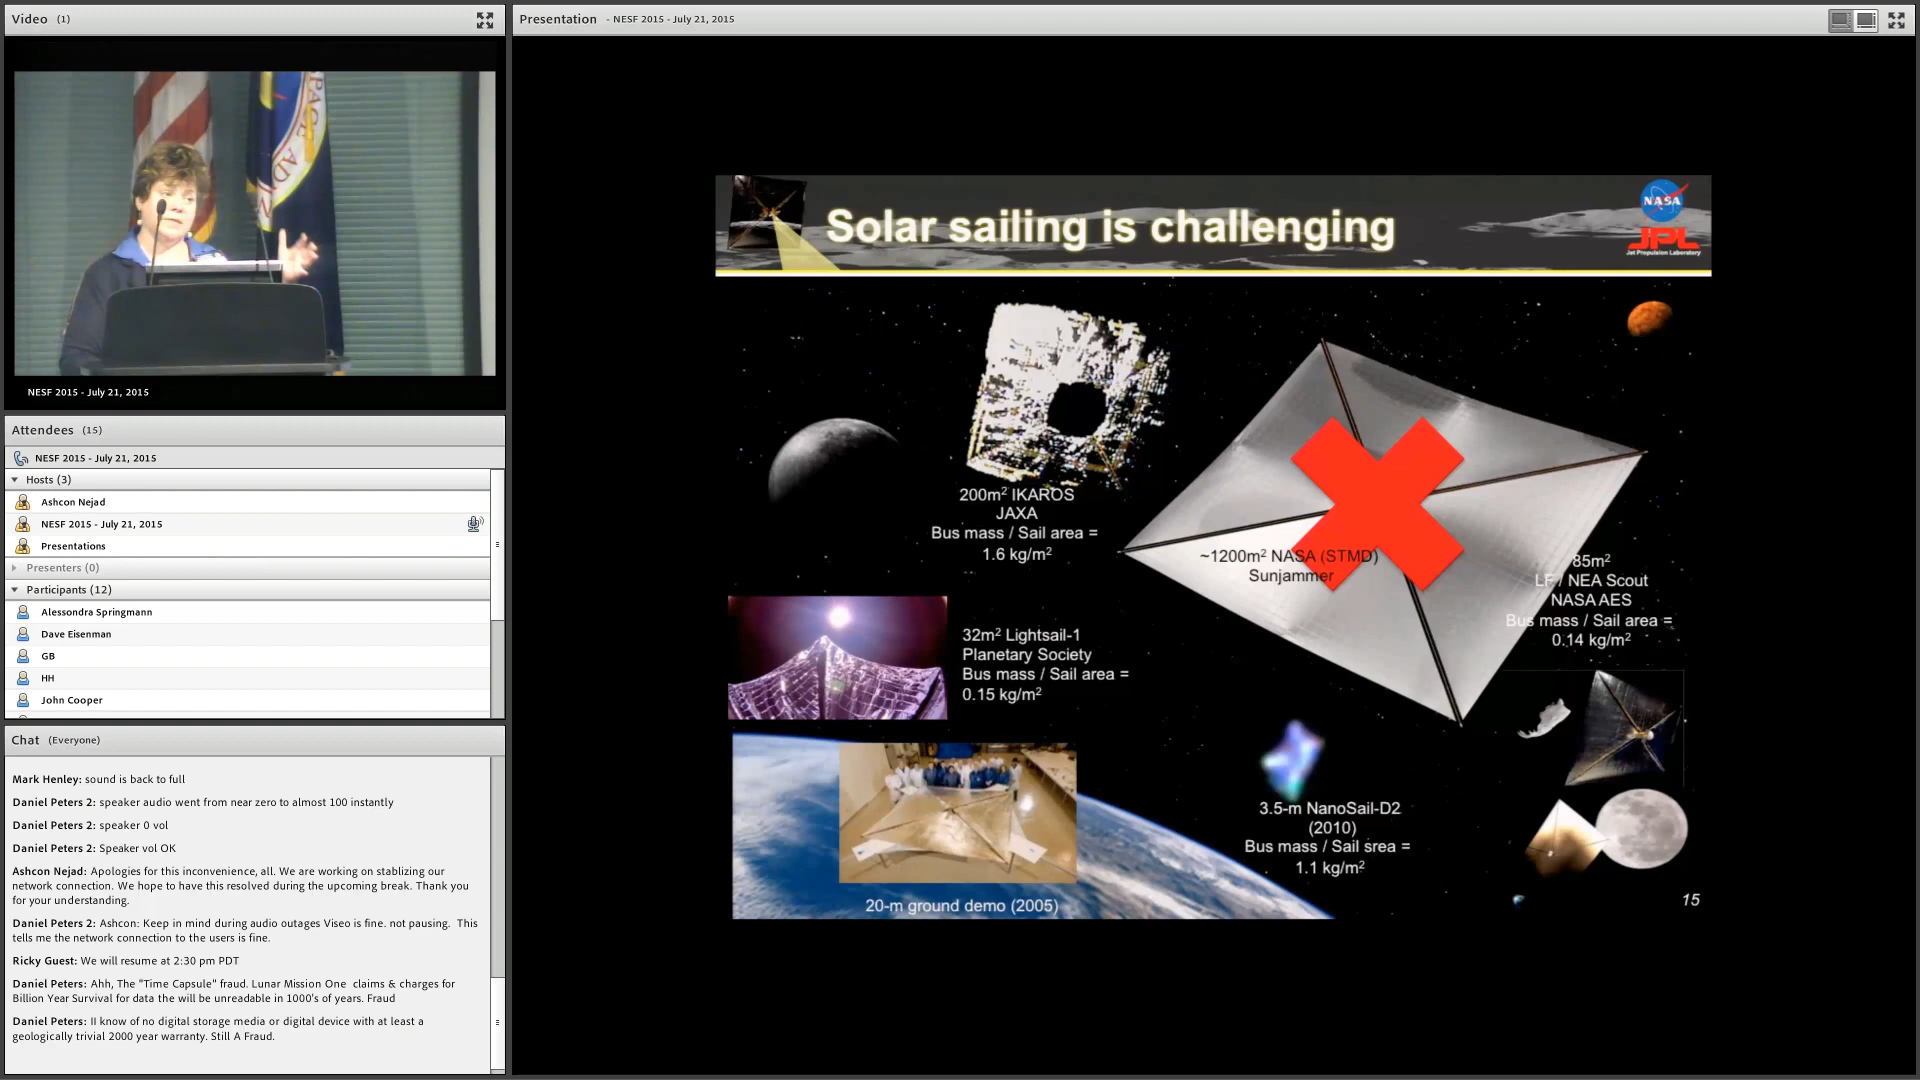 Video (1)
SPACE AD
NESF 2015 - July 21, 2015
Attendees (15)
NESF 2015 - July 21, 2015
Hosts (3)
Ashcon Nejad
NESF 2015 - July 21, 2015
Presentations
Presenters (0)
Participants (12)
Alessondra Springmann
Dave Eisenman
GB
HH
John Cooper
Chat (Everyone)
Mark Henley: sound is back to full
Daniel Peters 2: speaker audio went from near zero to almost 100 instantly
Daniel Peters 2: speaker 0 vol
Daniel Peters 2: Speaker vol OK
Ashcon Nejad: Apologies for this inconvenience, all. We are working on stablizing our
network connection. We hope to have this resolved during the upcoming break. Thank you
for your understanding.
Daniel Peters 2: Ashcon: Keep in mind during audio outages Viseo is fine. not pausing. This
tells me the network connection to the users is fine.
Ricky Guest: We will resume at 2:30 pm PDT
Daniel Peters: Ahh, The "Time Capsule" fraud. Lunar Mission One claims & charges for
Billion Year Survival for data the will be unreadable in 1000's of years. Fraud
Daniel Peters: II know of no digital storage media or digital device with at least a
geologically trivial 2000 year warranty. Still A Fraud.
Presentation - NESF 2015 - July 21, 2015
Solar sailing is challenging
NASA
JPL
Jet Propulsion Laboratory
200m² IKAROS
JAXA
Bus mass / Sail area =
1.6 kg/m²
~1200m² NASA (STMD)
Sunjammer
85m²
LF / NEA Scout
NASA AES
Bus mass / Sail area =
0.14 kg/m²
32m² Lightsail-1
Planetary Society
Bus mass / Sail area =
0.15 kg/m²
3.5-m NanoSail-D2
(2010)
Bus mass / Sail srea =
1.1 kg/m²
20-m ground demo (2005)
15